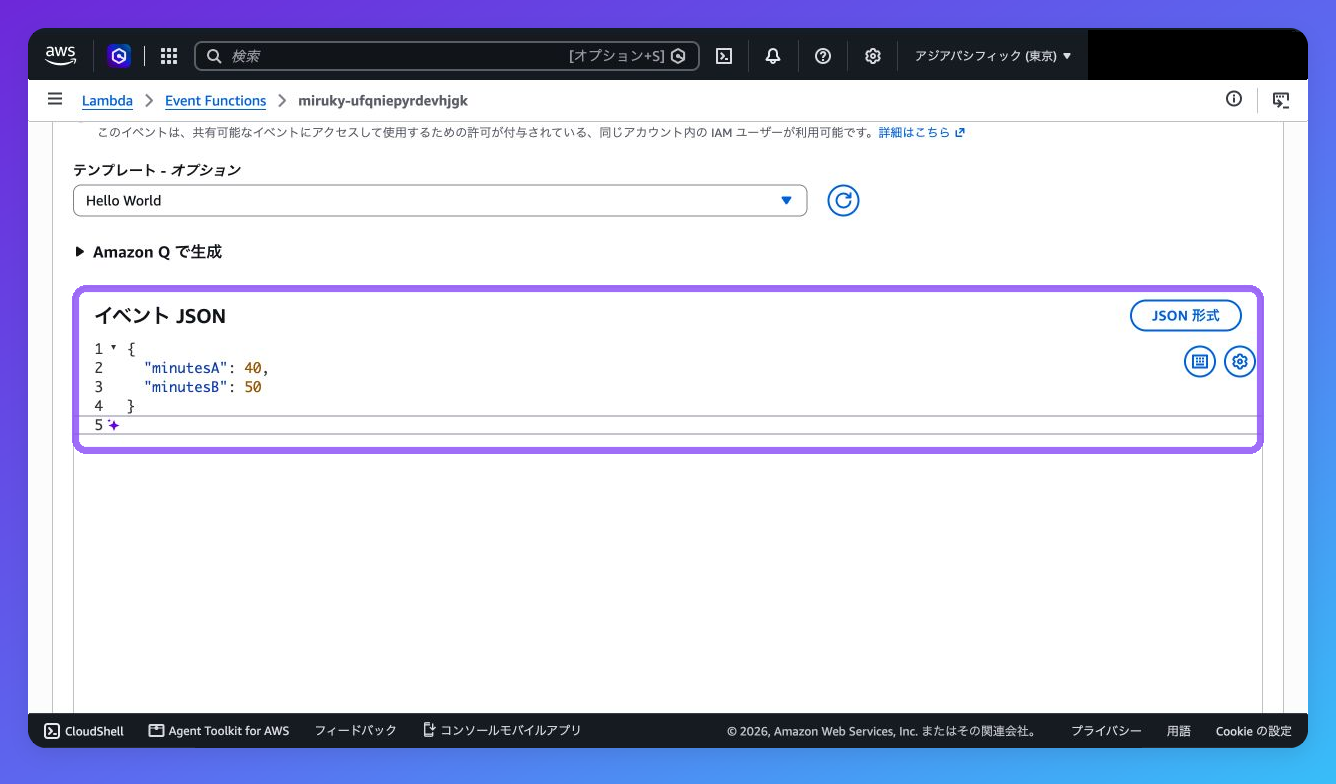 aws
検索 [オプション+S]
アジアパシフィック (東京)
Lambda
Event Functions
miruky-ufqniepyrdevhjgk
このイベントは、共有可能なイベントにアクセスして使用するための許可が付与されている、同じアカウント内の IAM ユーザーが利用可能です。詳細はこちら
テンプレート - オプション
Hello World
Amazon Q で生成
イベント JSON
JSON 形式
1 {
2 "minutesA": 40,
3 "minutesB": 50
4 }
5
CloudShell
Agent Toolkit for AWS
フィードバック
コンソールモバイルアプリ
© 2026, Amazon Web Services, Inc. またはその関連会社。
プライバシー
用語
Cookie の設定